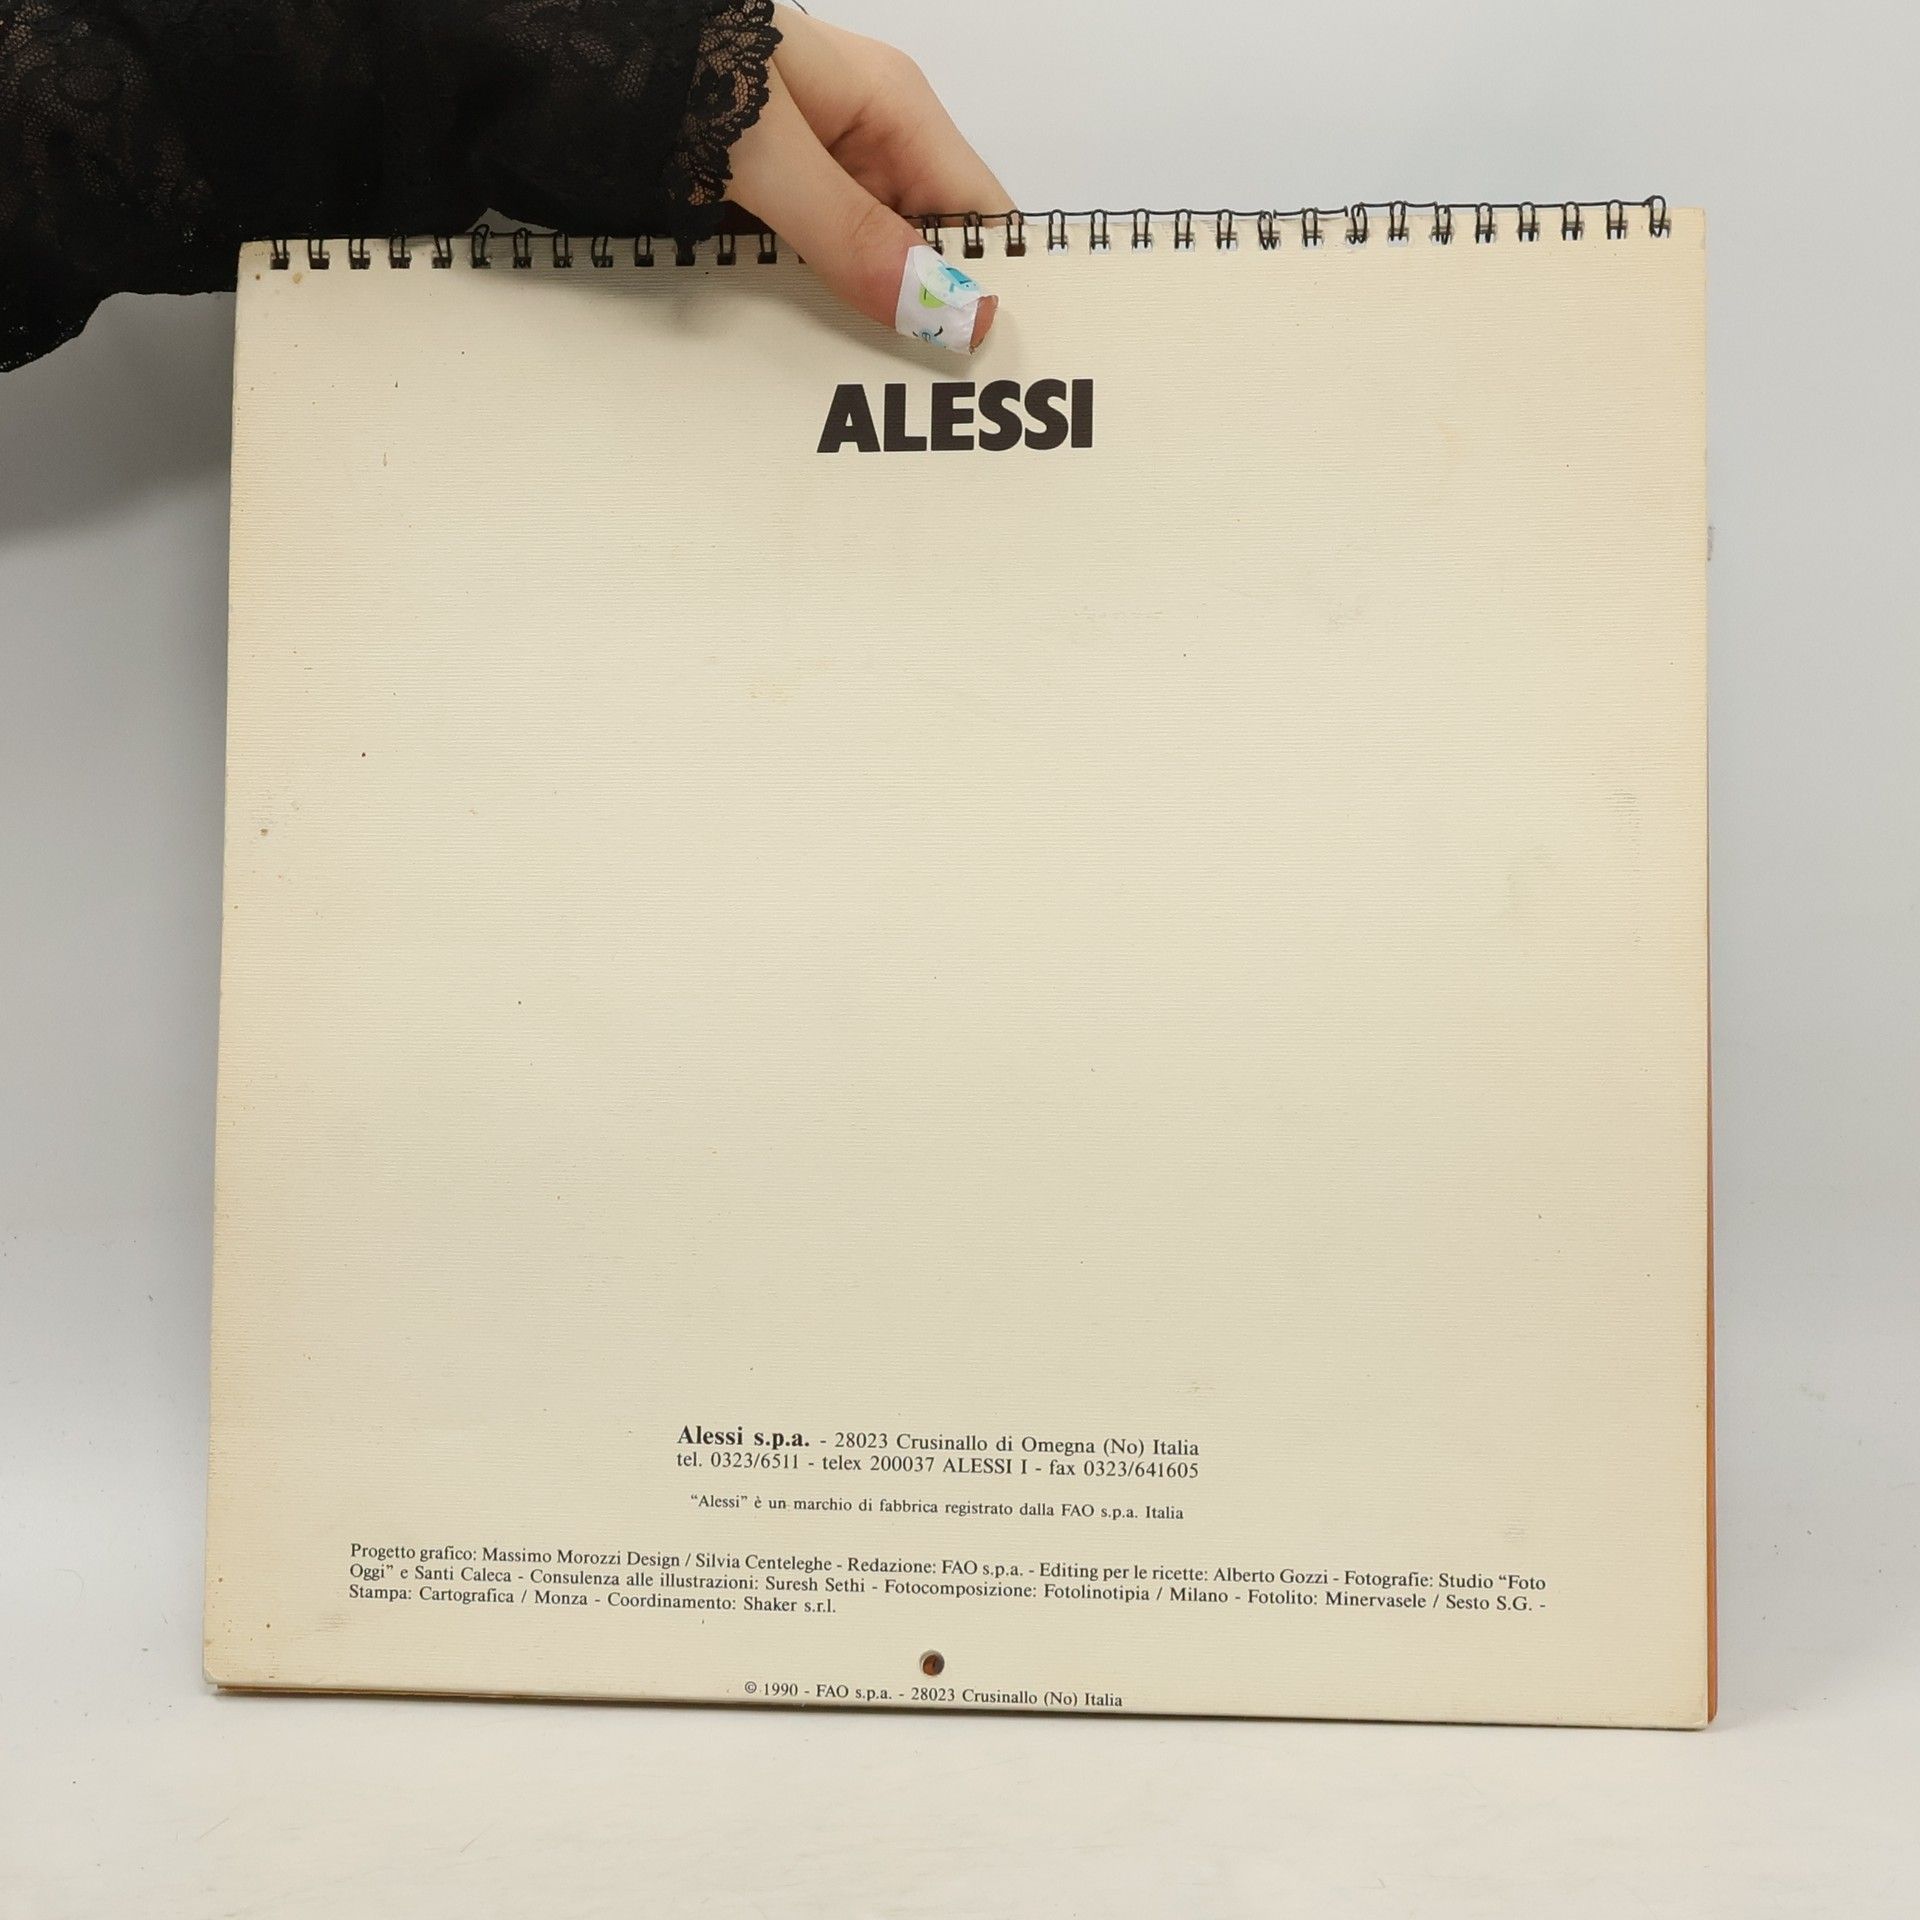 ALESSI
Alessi s.p.a. - 28023 Crusinallo di Omegna (No) Italia
tel. 0323/6511 - telex 200037 ALESSI I - fax 0323/641605
“Alessi” è un marchio di fabbrica registrato dalla FAO s.p.a. Italia
Progetto grafico: Massimo Morozzi Design / Silvia Centeleghe - Redazione: FAO s.p.a. - Editing per le ricette: Alberto Gozzi - Fotografie: Studio “Foto
Oggi” e Santi Caleca - Consulenza alle illustrazioni: Suresh Sethi - Fotocomposizione: Fotolinotipia / Milano - Fotolito: Minervasele / Sesto S.G. -
Stampa: Cartografica / Monza - Coordinamento: Shaker s.r.l.
© 1990 - FAO s.p.a. - 28023 Crusinallo (No) Italia